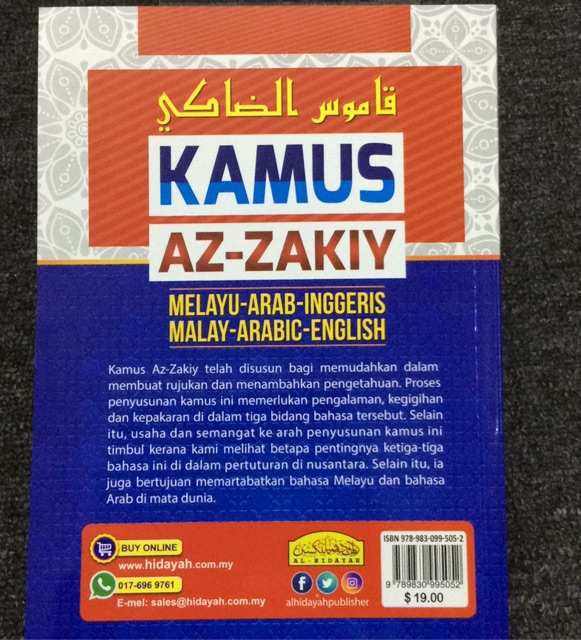 قاموس الضاكي
KAMUS
AZ-ZAKIY
MELAYU-ARAB-INGGERIS
MALAY-ARABIC-ENGLISH
Kamus Az-Zakiy telah disusun bagi memudahkan dalam
membuat rujukan dan menambahkan pengetahuan. Proses
penyusunan kamus ini memerlukan pengalaman, kegigihan
dan kepakaran di dalam tiga bidang bahasa tersebut. Selain
itu, usaha dan semangat ke arah penyusunan kamus ini
timbul kerana kami melihat betapa pentingnya ketiga-tiga
bahasa ini di dalam pertuturan di nusantara. Selain itu, ia
juga bertujuan memartabatkan bahasa Melayu dan bahasa
Arab di mata dunia.
BUY ONLINE
www.hidayah.com.my
017-696 9761
E-mel: sales@hidayah.com.my
AL-HIDAYAH
alhidayahpublisher
ISBN 978-983-099-505-2
9 789830 995052
$ 19.00